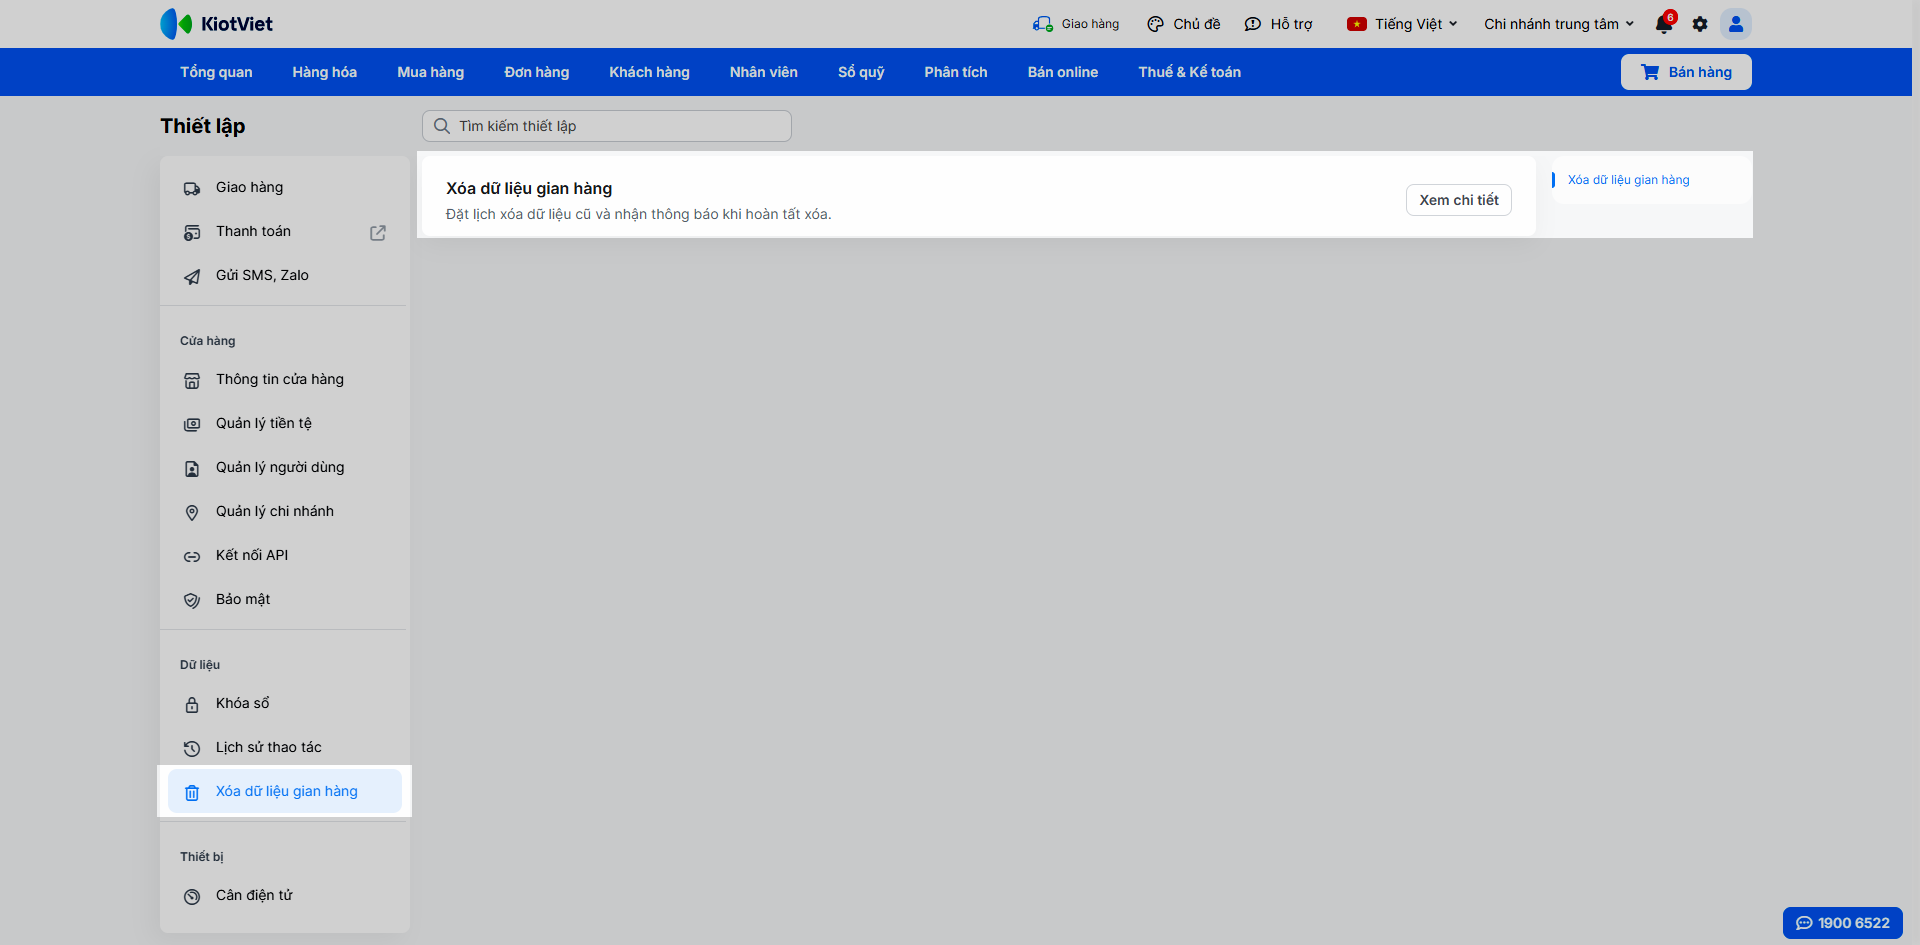 KiotViet
Giao hàng
Chủ đề
Hỗ trợ
Tiếng Việt
Chi nhánh trung tâm
6
Tổng quan
Hàng hóa
Mua hàng
Đơn hàng
Khách hàng
Nhân viên
Sổ quỹ
Phân tích
Bán online
Thuế & Kế toán
Bán hàng
Thiết lập
Tìm kiếm thiết lập
Giao hàng
Thanh toán
Gửi SMS, Zalo
Cửa hàng
Thông tin cửa hàng
Quản lý tiền tệ
Quản lý người dùng
Quản lý chi nhánh
Kết nối API
Bảo mật
Dữ liệu
Khóa sổ
Lịch sử thao tác
Xóa dữ liệu gian hàng
Thiết bị
Cân điện tử
Xóa dữ liệu gian hàng
Đặt lịch xóa dữ liệu cũ và nhận thông báo khi hoàn tất xóa.
Xem chi tiết
Xóa dữ liệu gian hàng
1900 6522